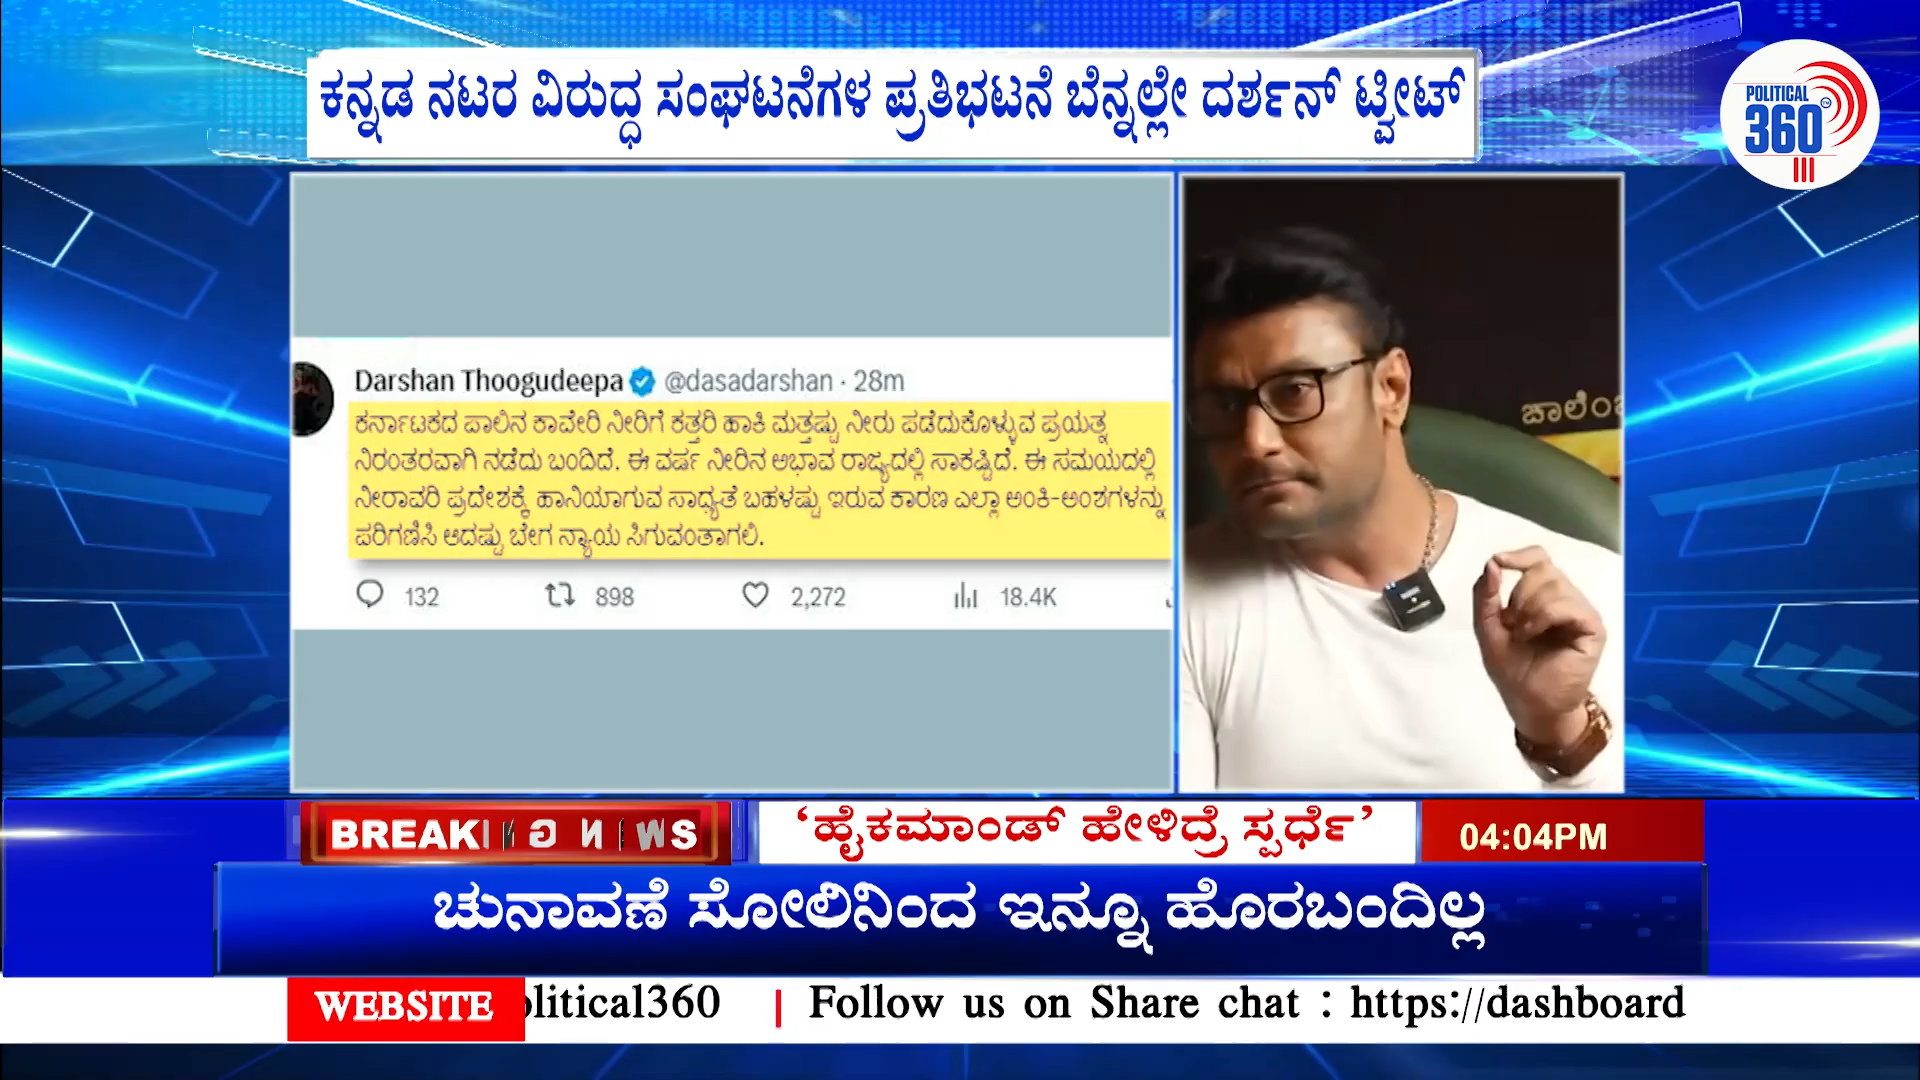 ಕನ್ನಡ ನಟರ ವಿರುದ್ಧ ಸಂಘಟನೆಗಳ ಪ್ರತಿಭಟನೆ ಬೆನ್ನಲ್ಲೇ ದರ್ಶನ್ ಟ್ವೀಟ್
POLITICAL
360
Darshan Thoogudeepa @dasadarshan · 28m
ಕರ್ನಾಟಕದ ಪಾಲಿನ ಕಾವೇರಿ ನೀರಿಗೆ ಕತ್ತರಿ ಹಾಕಿ ಮತ್ತಷ್ಟು ನೀರು ಪಡೆದುಕೊಳ್ಳುವ ಪ್ರಯತ್ನ
ನಿರಂತರವಾಗಿ ನಡೆದು ಬಂದಿದೆ. ಈ ವರ್ಷ ನೀರಿನ ಅಭಾವ ರಾಜ್ಯದಲ್ಲಿ ಸಾಕಷ್ಟಿದೆ. ಈ ಸಮಯದಲ್ಲಿ
ನೀರಾವರಿ ಪ್ರದೇಶಕ್ಕೆ ಹಾನಿಯಾಗುವ ಸಾಧ್ಯತೆ ಬಹಳಷ್ಟು ಇರುವ ಕಾರಣ ಎಲ್ಲಾ ಅಂಕಿ-ಅಂಶಗಳನ್ನು
ಪರಿಗಣಿಸಿ ಆದಷ್ಟು ಬೇಗ ನ್ಯಾಯ ಸಿಗುವಂತಾಗಲಿ.
132 898 2,272 18.4K
ಚಾಲೆಂ
‘ಹೈಕಮಾಂಡ್ ಹೇಳಿದ್ರೆ ಸ್ಪರ್ಧೆ’
04:04PM
ಚುನಾವಣೆ ಸೋಲಿನಿಂದ ಇನ್ನೂ ಹೊರಬಂದಿಲ್ಲ
WEBSITE olitical360 | Follow us on Share chat : https://dashboard